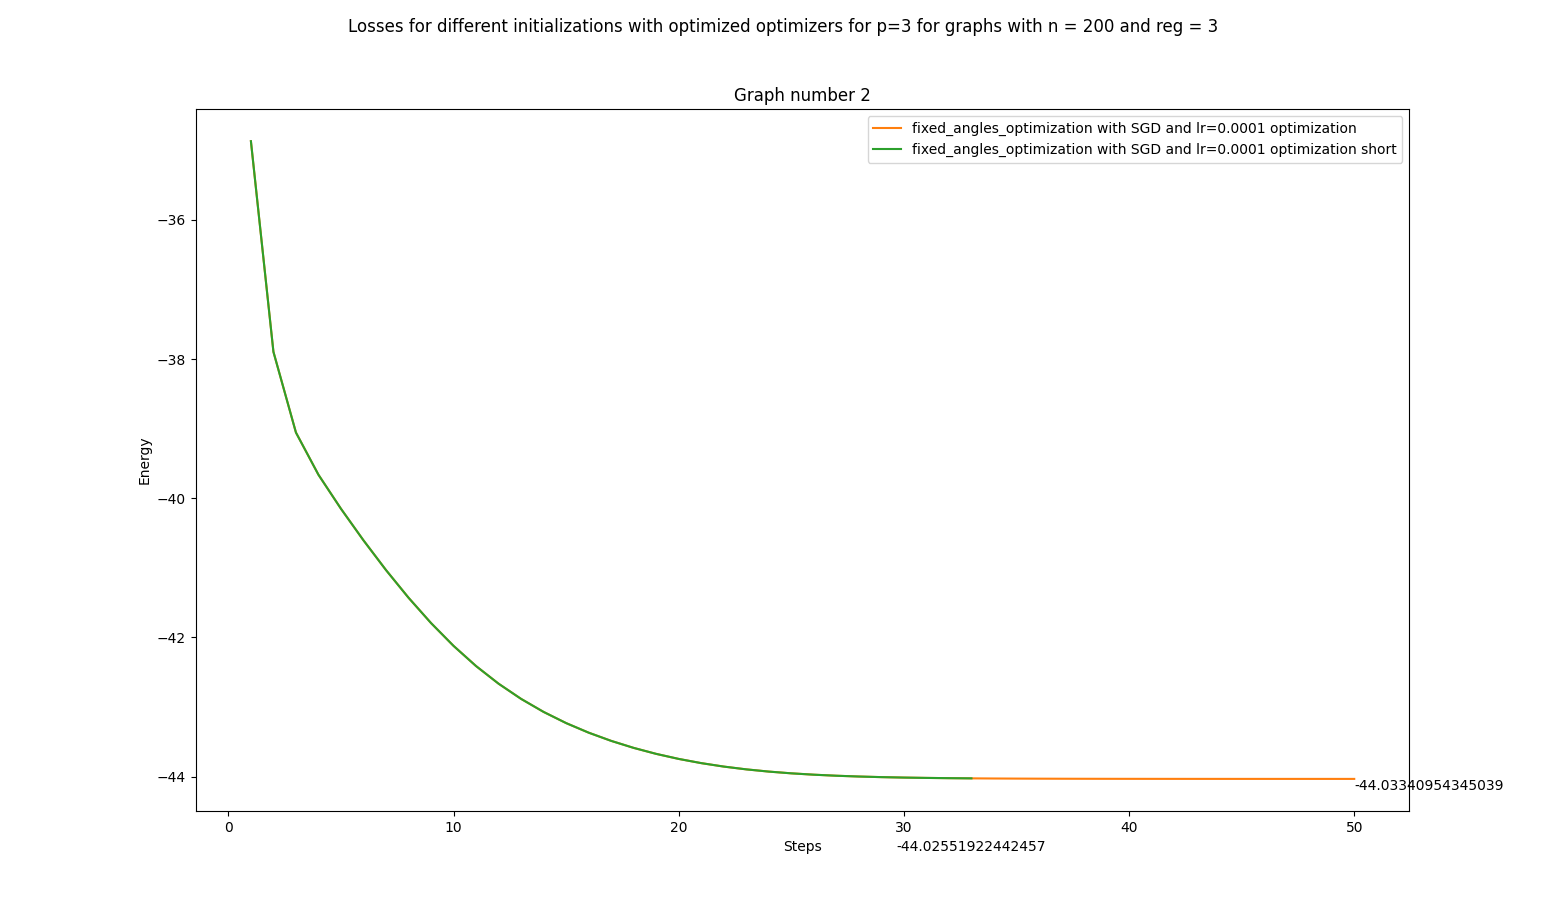 Losses for different initializations with optimized optimizers for p=3 for graphs with n = 200 and reg = 3
Graph number 2
fixed_angles_optimization with SGD and lr=0.0001 optimization
fixed_angles_optimization with SGD and lr=0.0001 optimization short
−36
−38
−40
−42
−44
Energy
-44.03340954345039
0
10
20
30
40
50
Steps
-44.02551922442457